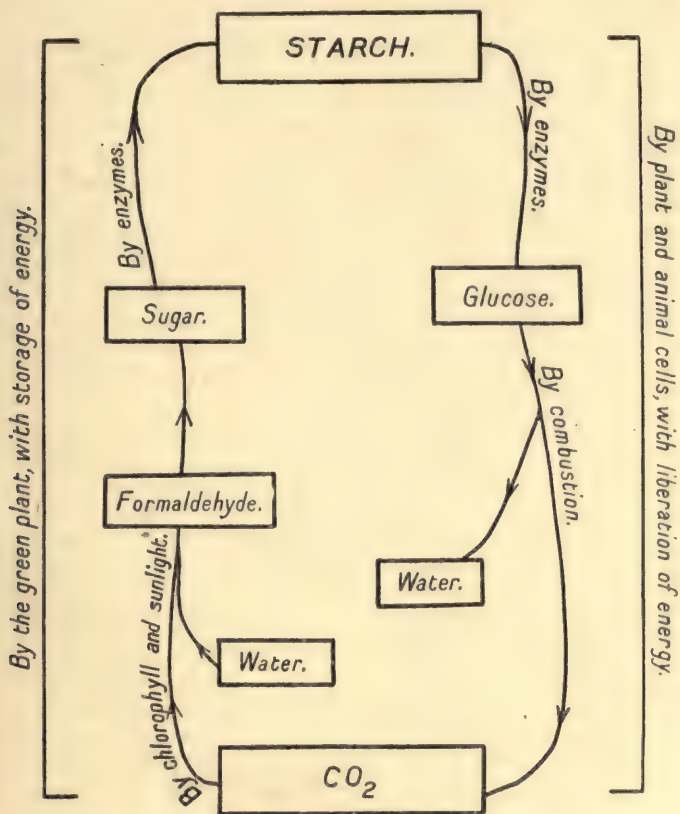 STARCH.
By enzymes.
By enzymes.
Sugar.
Glucose.
By combustion.
Formaldehyde.
Water.
By chlorophyll and sunlight.
Water.
CO₂
By the green plant, with storage of energy.
By plant and animal cells, with liberation of energy.